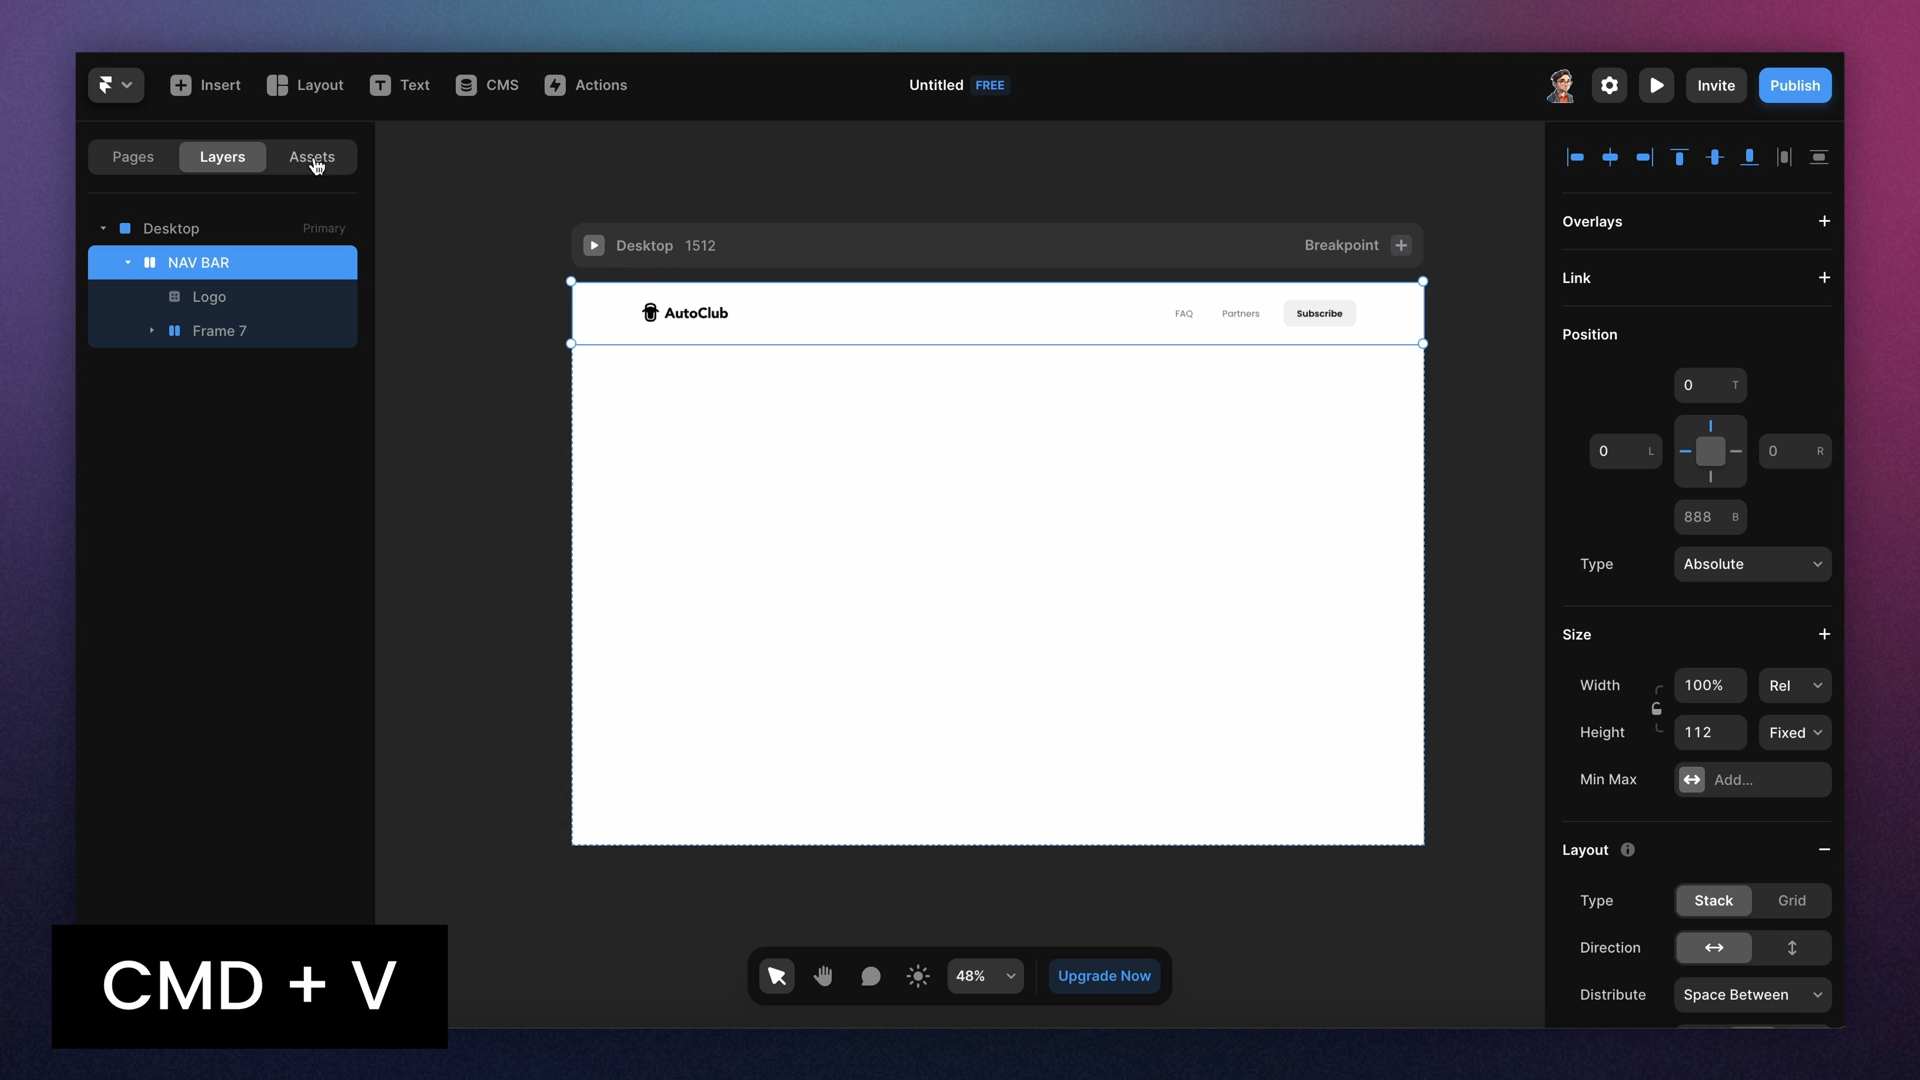 Insert
Layout
Text
CMS
Actions
Untitled FREE
Invite
Publish
Pages
Layers
Assets
Desktop Primary
NAV BAR
Logo
Frame 7
Desktop 1512
Breakpoint
AutoClub
FAQ
Partners
Subscribe
Overlays
Link
Position
0 T
0 L
0 R
888 B
Type Absolute
Size
Width 100% Rel
Height 112 Fixed
Min Max Add...
Layout
Type Stack Grid
Direction
Distribute Space Between
48%
Upgrade Now
CMD + V